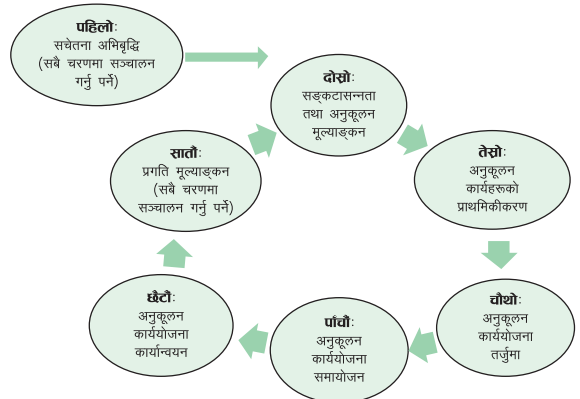 पहिलोः
सचेतना अभिबृद्धि
(सबै चरणमा सञ्चालन
गर्नु पर्ने)
दोस्रोः
सङ्कटासन्नता
तथा अनुकूलन
मूल्याङ्कन
तेस्रोः
अनुकूलन
कार्यहरूको
प्राथमिकीकरण
चौथोः
अनुकूलन
कार्ययोजना
तर्जुमा
पाँचौंः
अनुकूलन
कार्ययोजना
समायोजन
छैटौंः
अनुकूलन
कार्ययोजना
कार्यान्वयन
सातौंः
प्रगति मूल्याङ्कन
(सबै चरणमा
सञ्चालन गर्नु पर्ने)